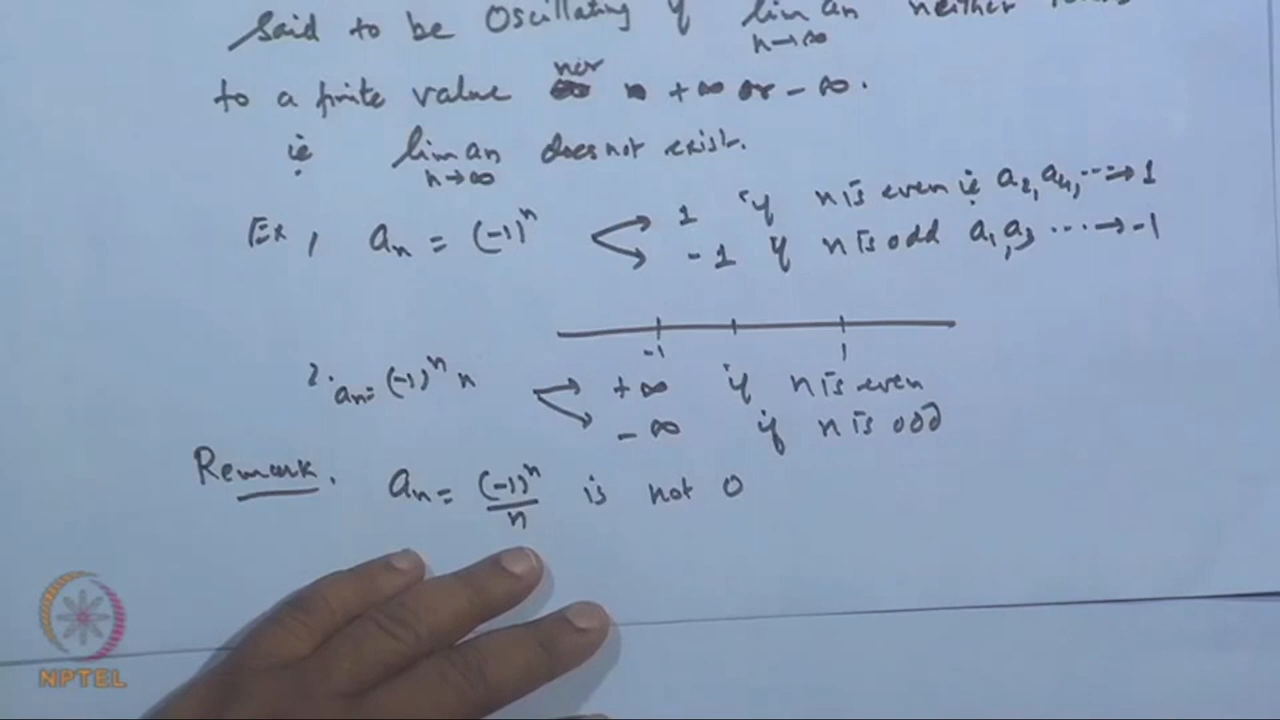 Said to be Oscillating if lim an neither
n→∞
to a finite value nor +∞ or -∞.
ie lim an does not exist.
n→∞
Ex 1 an = (-1)^n 1 if n is even ie a2, a4, ...→ 1
-1 if n is odd a1, a3 ....→ -1
-1 1
2. an= (-1)^n n +∞ if n is even
-∞ if n is odd
Remark. an = (-1)^n/n is not O
NPTEL